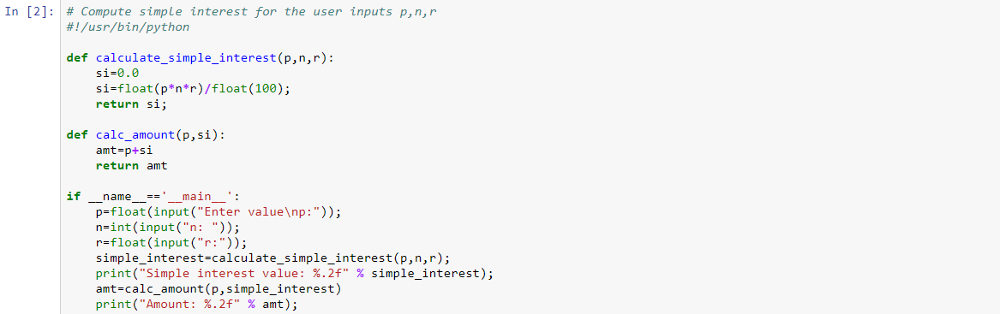 In [2]: # Compute simple interest for the user inputs p,n,r
#!/usr/bin/python
def calculate_simple_interest(p,n,r):
si=0.0
si=float(p*n*r)/float(100);
return si;
def calc_amount(p,si):
amt=p+si
return amt
if __name__=='__main__':
p=float(input("Enter value\np:"));
n=int(input("n: "));
r=float(input("r:"));
simple_interest=calculate_simple_interest(p,n,r);
print("Simple interest value: %.2f" % simple_interest);
amt=calc_amount(p,simple_interest)
print("Amount: %.2f" % amt);